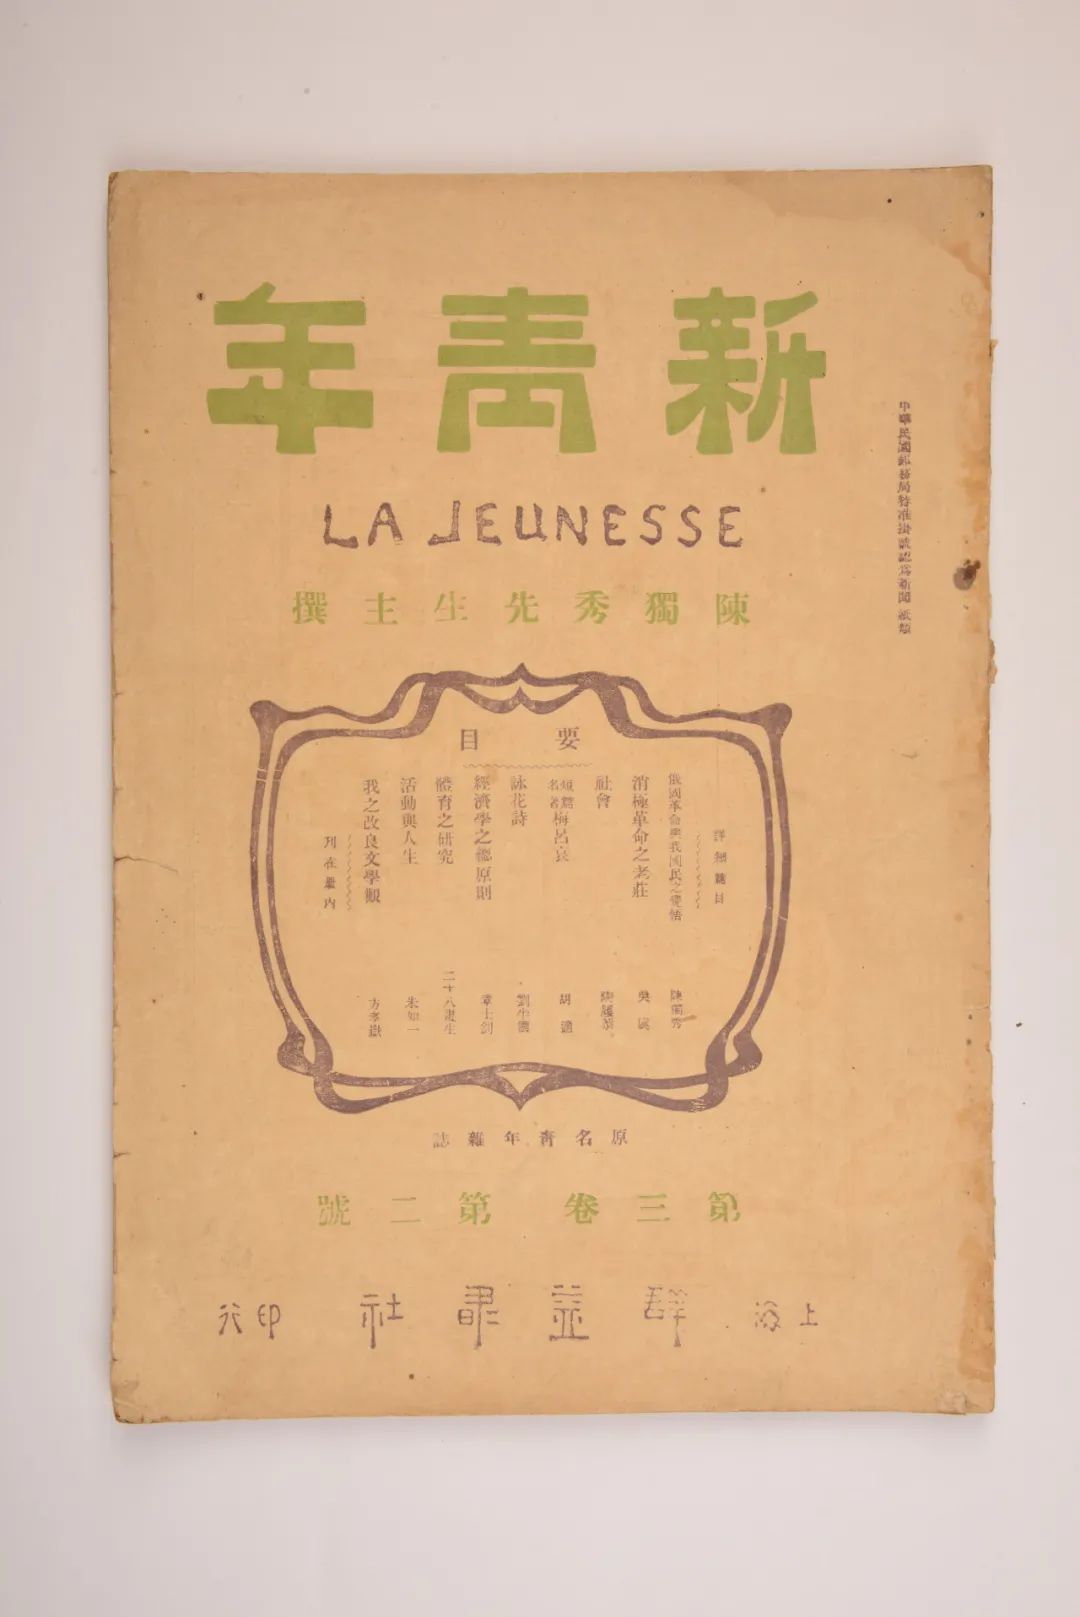 新青年
LA JEUNESSE
陳獨秀先生主撰
中華民國郵務局特准掛號認為新聞紙類
要目
詳細總目
俄國革命與我國民之覺悟 陳獨秀
消極革命之老莊 吳虞
社會
短篇名著 梅呂哀 胡適
詠花詩 劉半儂
經濟學之總原則 章士釗
體育之研究 二十八畫生
活動與人生 朱如一
我之改良文學觀 方孝嶽
刊在冊內
原名青年雜誌
第三卷 第二號
上海 群益書社 印行